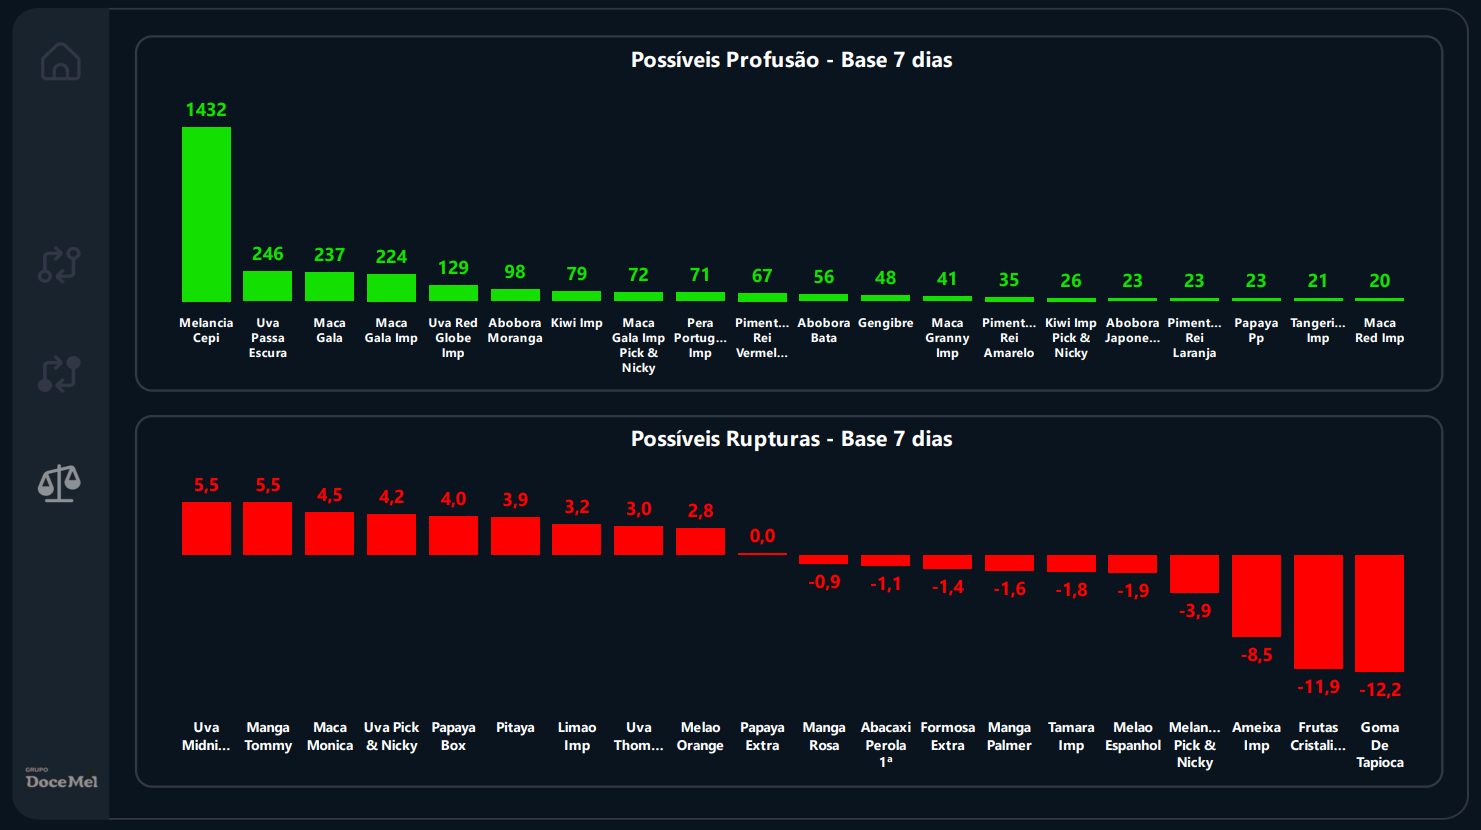 Possíveis Profusão - Base 7 dias
1432
246
237
224
129
98
79
72
71
67
56
48
41
35
26
23
23
23
21
20
Melancia
Cepi
Uva
Passa
Escura
Maca
Gala
Maca
Gala Imp
Uva Red
Globe
Imp
Abobora
Moranga
Kiwi Imp
Maca
Gala Imp
Pick &
Nicky
Pera
Portug...
Imp
Piment...
Rei
Vermel...
Abobora
Bata
Gengibre
Maca
Granny
Imp
Piment...
Rei
Amarelo
Kiwi Imp
Pick &
Nicky
Abobora
Japone...
Piment...
Rei
Laranja
Papaya
Pp
Tangeri...
Imp
Maca
Red Imp
Possíveis Rupturas - Base 7 dias
5,5
5,5
4,5
4,2
4,0
3,9
3,2
3,0
2,8
0,0
-0,9
-1,1
-1,4
-1,6
-1,8
-1,9
-3,9
-8,5
-11,9
-12,2
Uva
Midni...
Manga
Tommy
Maca
Monica
Uva Pick
& Nicky
Papaya
Box
Pitaya
Limao
Imp
Uva
Thom...
Melao
Orange
Papaya
Extra
Manga
Rosa
Abacaxi
Perola
1ª
Formosa
Extra
Manga
Palmer
Tamara
Imp
Melao
Espanhol
Melan...
Pick &
Nicky
Ameixa
Imp
Frutas
Cristali...
Goma
De
Tapioca
GRUPO
DoceMel